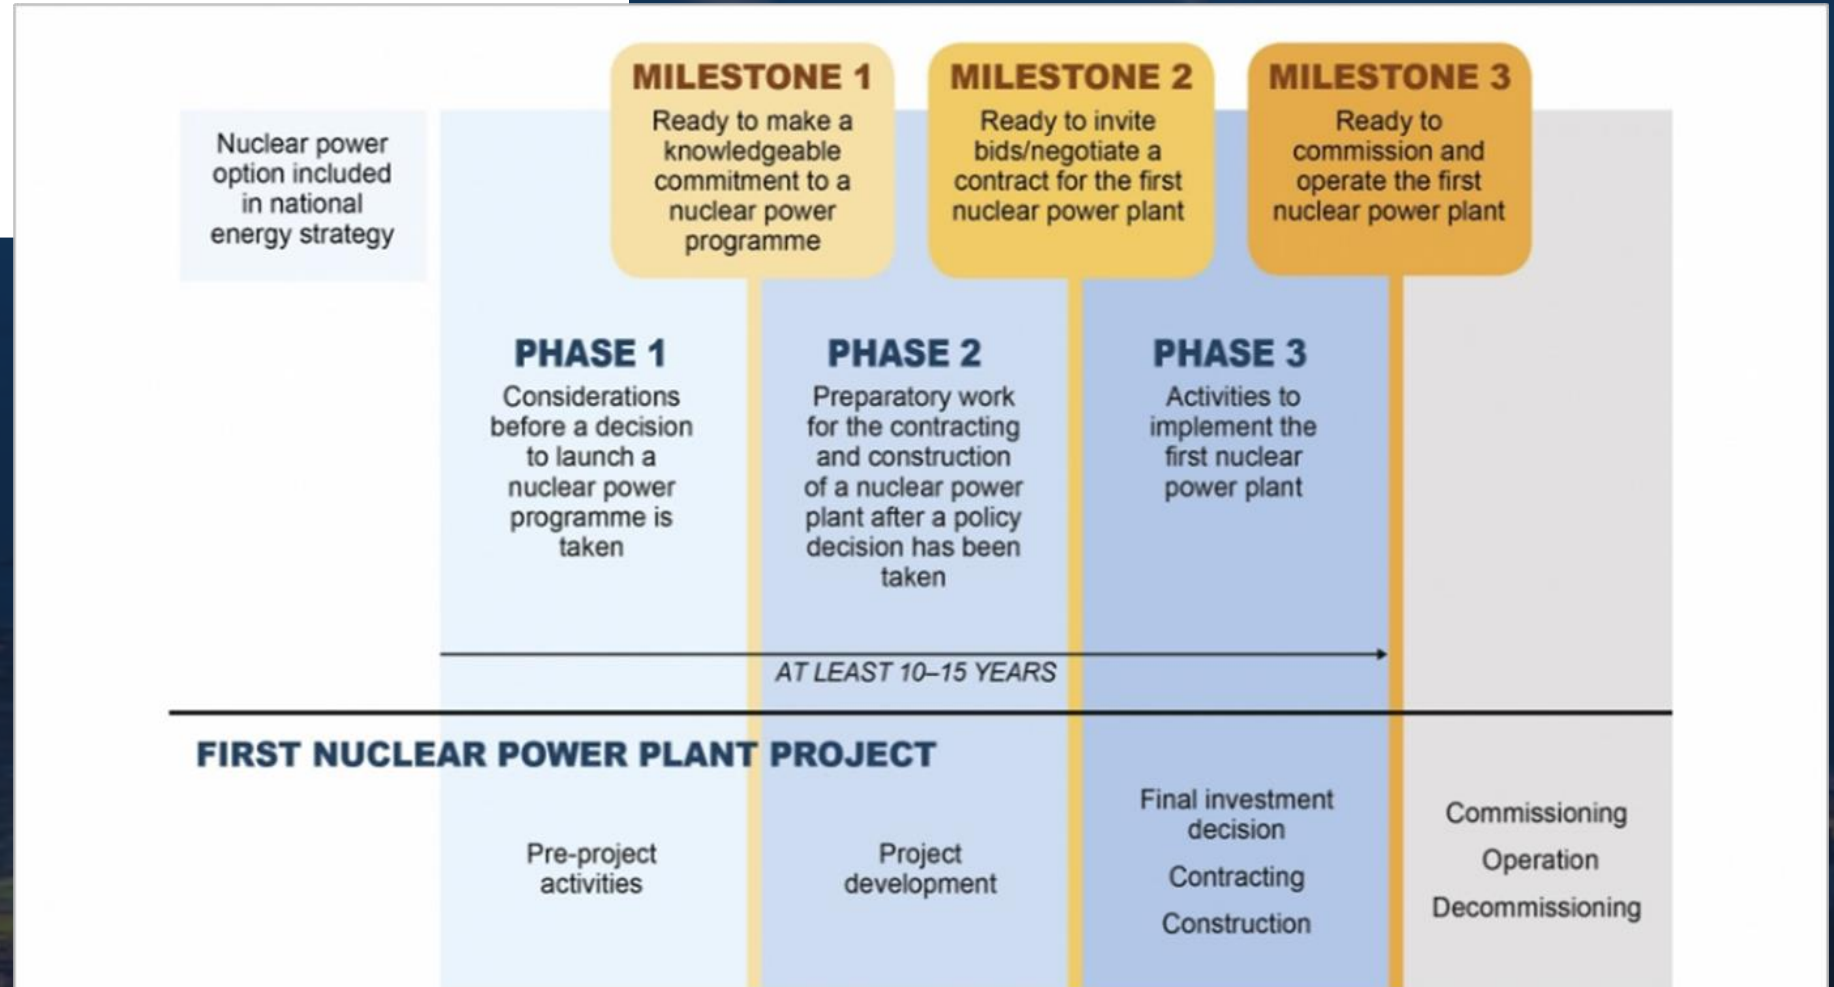 MILESTONE 1
Ready to make a
knowledgeable
commitment to a
nuclear power
programme
MILESTONE 2
Ready to invite
bids/negotiate a
contract for the first
nuclear power plant
MILESTONE 3
Ready to
commission and
operate the first
nuclear power plant
Nuclear power
option included
in national
energy strategy
PHASE 1
Considerations
before a decision
to launch a
nuclear power
programme is
taken
PHASE 2
Preparatory work
for the contracting
and construction
of a nuclear power
plant after a policy
decision has been
taken
PHASE 3
Activities to
implement the
first nuclear
power plant
AT LEAST 10–15 YEARS
FIRST NUCLEAR POWER PLANT PROJECT
Pre-project
activities
Project
development
Final investment
decision
Contracting
Construction
Commissioning
Operation
Decommissioning